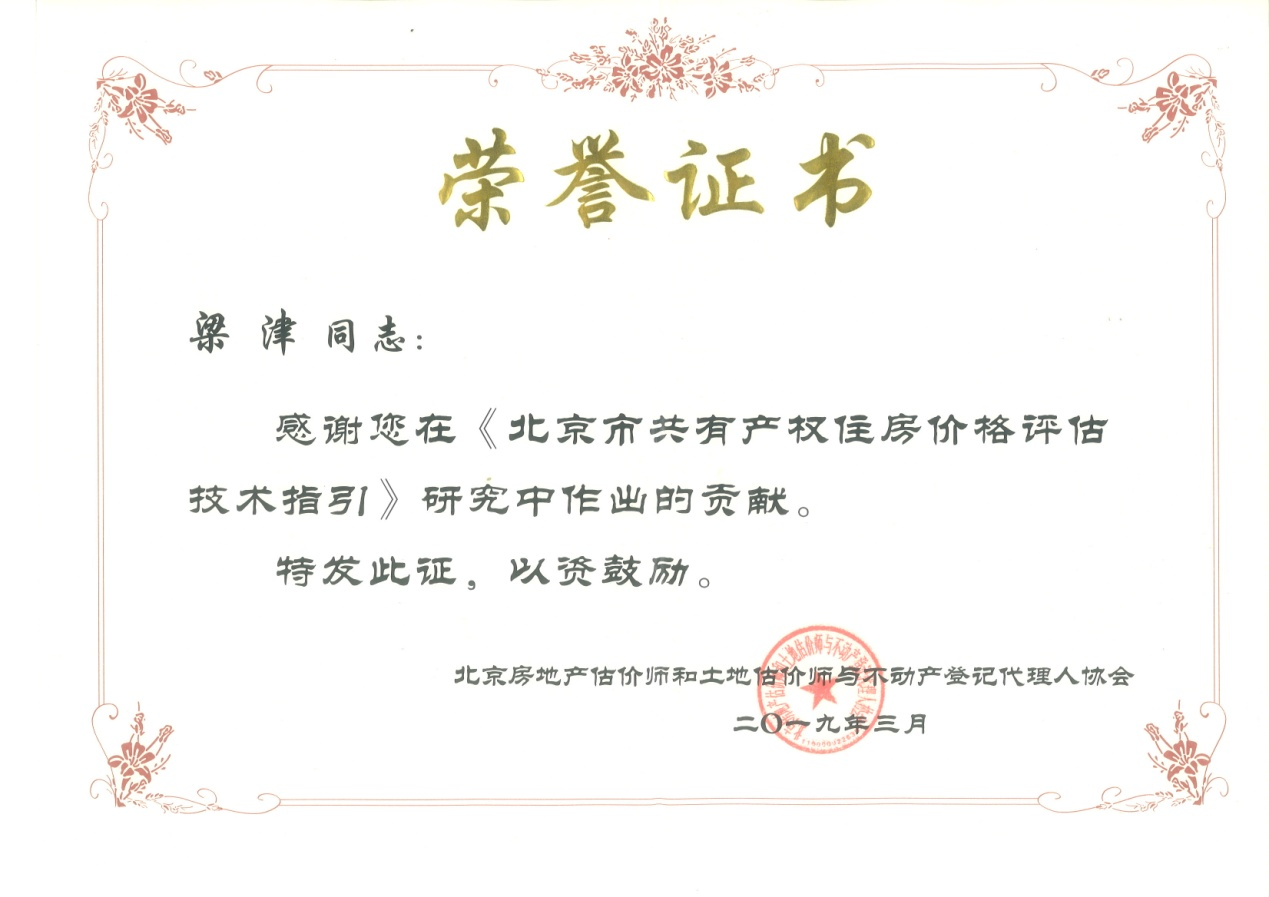 荣誉证书
梁 津 同志：
感谢您在《北京市共有产权住房价格评估
技术指引》研究中作出的贡献。
特发此证，以资鼓励。
北京房地产估价师和土地估价师与不动产登记代理人协会
二〇一九年三月